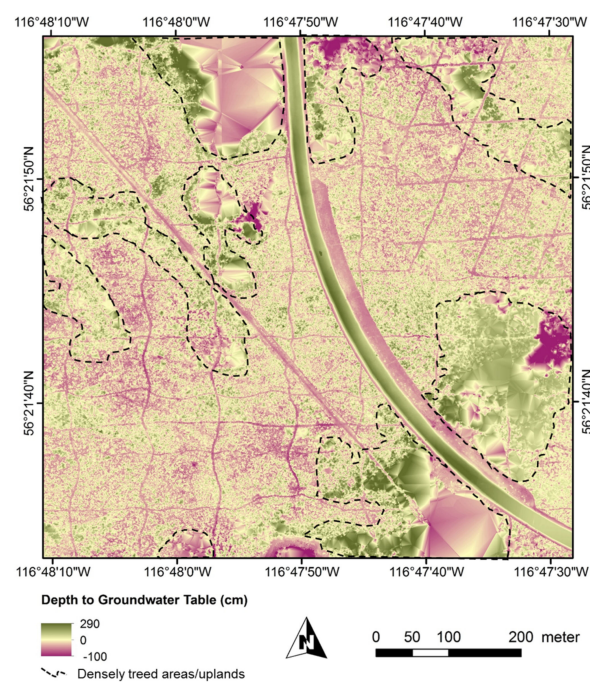 116°48'10"W 116°48'0"W 116°47'50"W 116°47'40"W 116°47'30"W
56°21'50"N 56°21'50"N
56°21'40"N 56°21'40"N
116°48'10"W 116°48'0"W 116°47'50"W 116°47'40"W 116°47'30"W
Depth to Groundwater Table (cm)
290
0
-100
Densely treed areas/uplands
N
0 50 100 200 meter